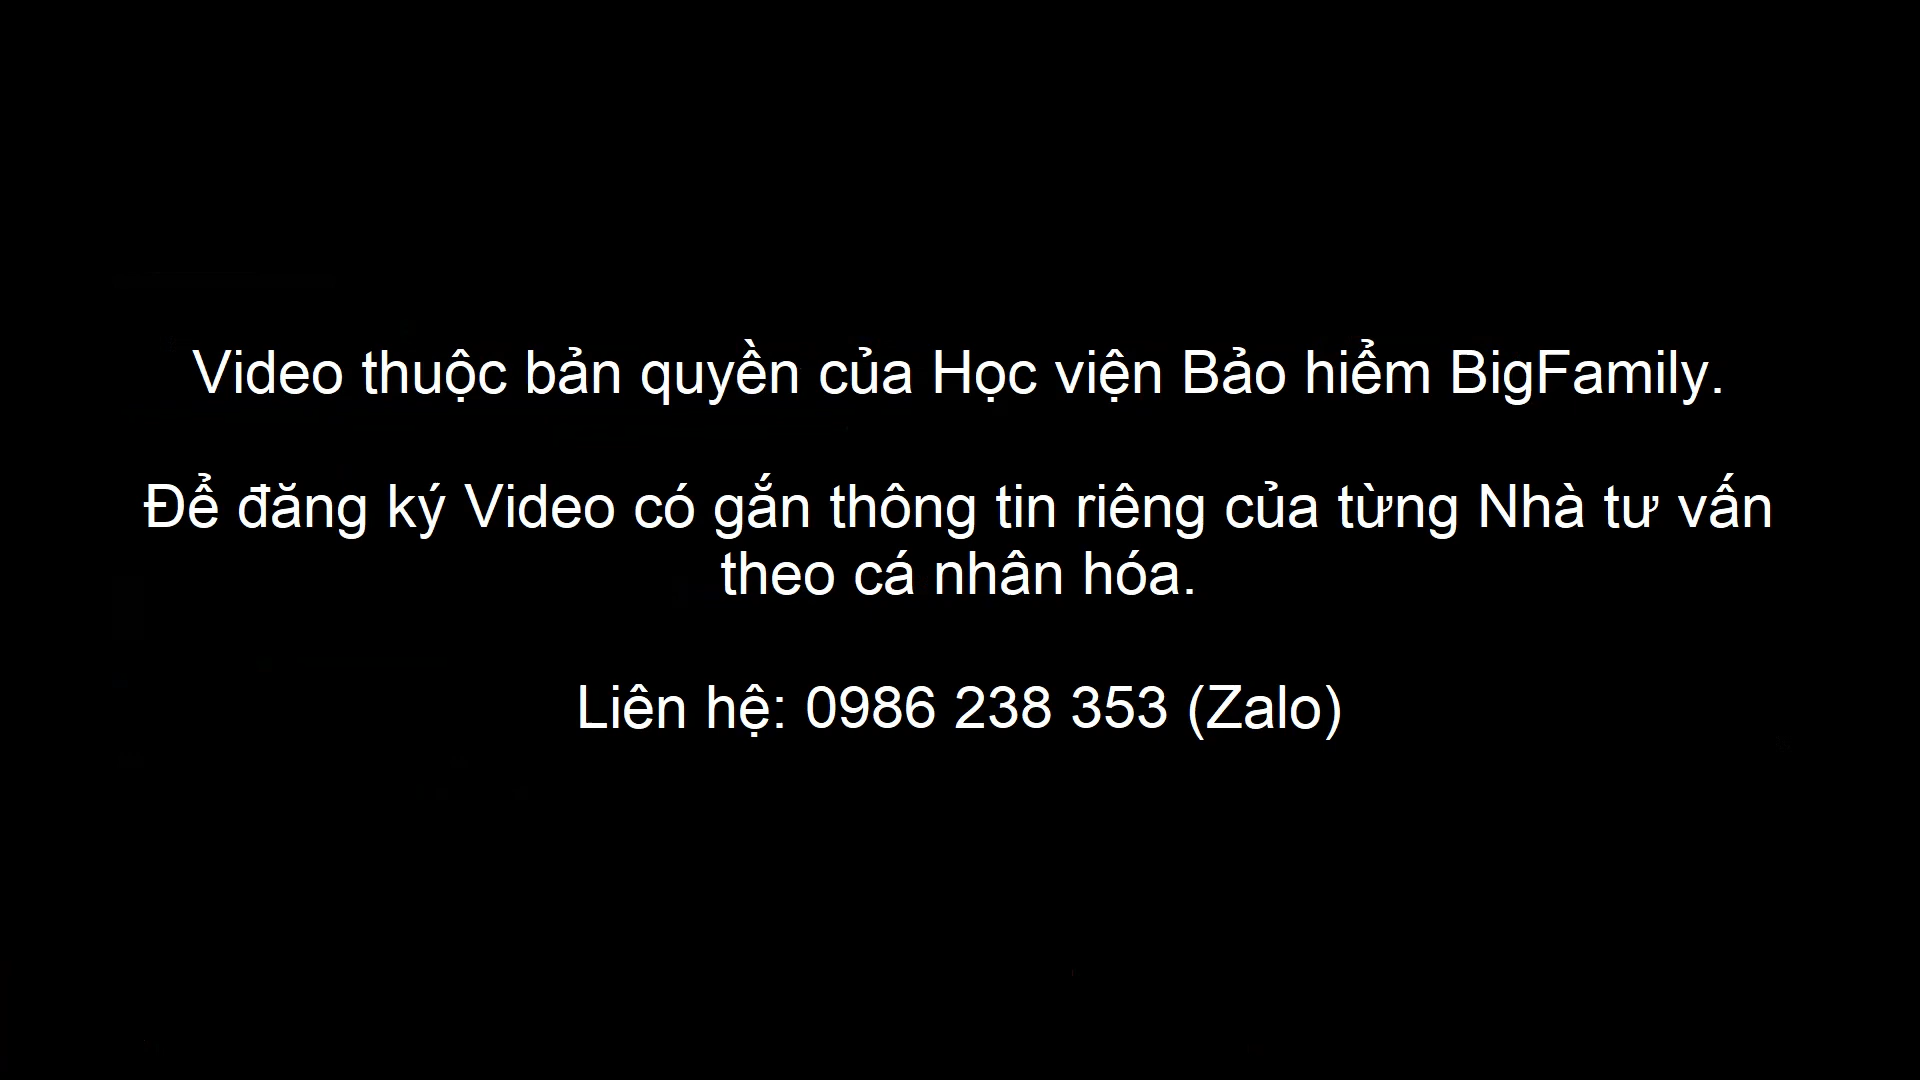 Video thuộc bản quyền của Học viện Bảo hiểm BigFamily.
Để đăng ký Video có gắn thông tin riêng của từng Nhà tư vấn
theo cá nhân hóa.
Liên hệ: 0986 238 353 (Zalo)